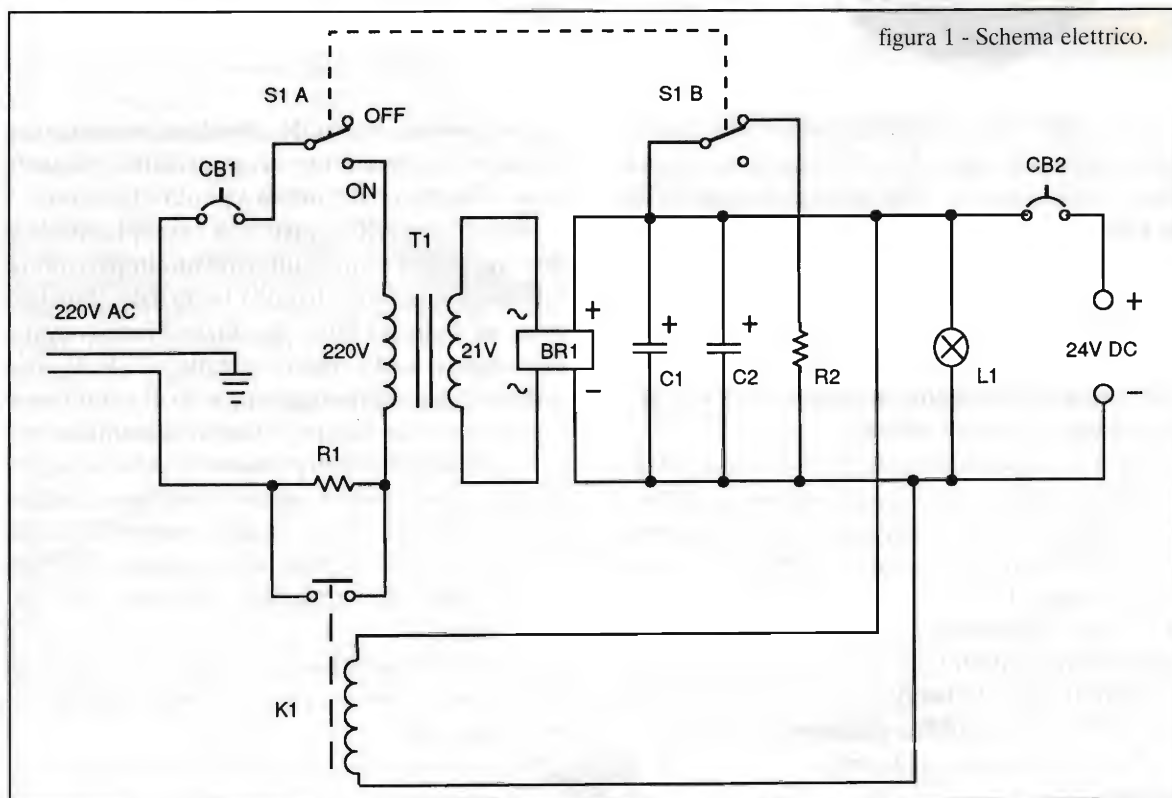 figura 1 - Schema elettrico.
S1 A
OFF
S1 B
CB1
ON
CB2
T1
220V AC
220V
21V
~
~
BR1
+
−
+
C1
+
C2
R2
L1
+
24V DC
−
R1
K1